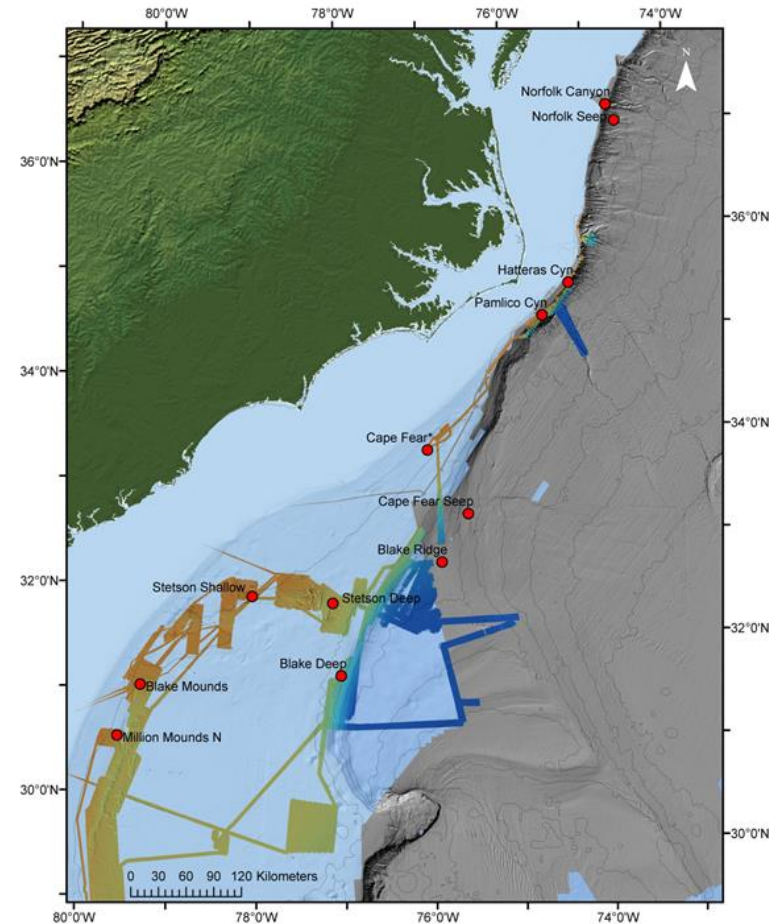 80°0'W 78°0'W 76°0'W 74°0'W
N
Norfolk Canyon
Norfolk Seep
36°0'N
36°0'N
Hatteras Cyn
Pamlico Cyn
34°0'N
34°0'N
Cape Fear*
Cape Fear Seep
Blake Ridge
32°0'N
Stetson Shallow
Stetson Deep
32°0'N
Blake Deep
Blake Mounds
Million Mounds N
30°0'N
30°0'N
0 30 60 90 120 Kilometers
80°0'W 78°0'W 76°0'W 74°0'W